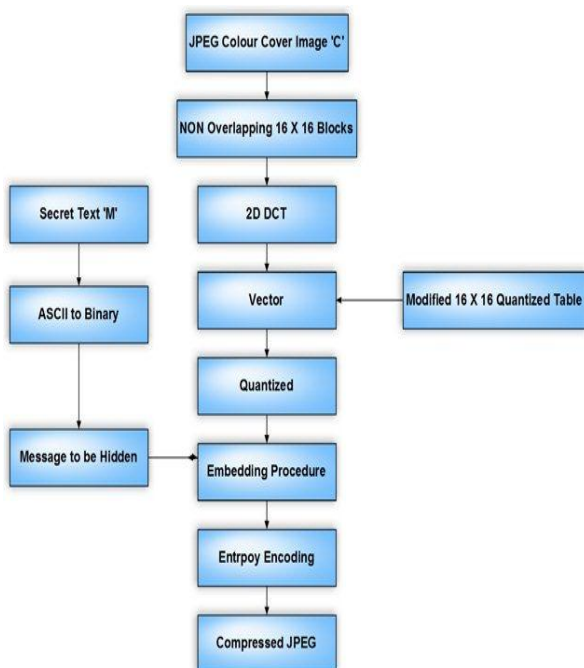 JPEG Colour Cover Image 'C'
NON Overlapping 16 X 16 Blocks
Secret Text 'M'
2D DCT
ASCII to Binary
Vector
Modified 16 X 16 Quantized Table
Quantized
Message to be Hidden
Embedding Procedure
Entrpoy Encoding
Compressed JPEG